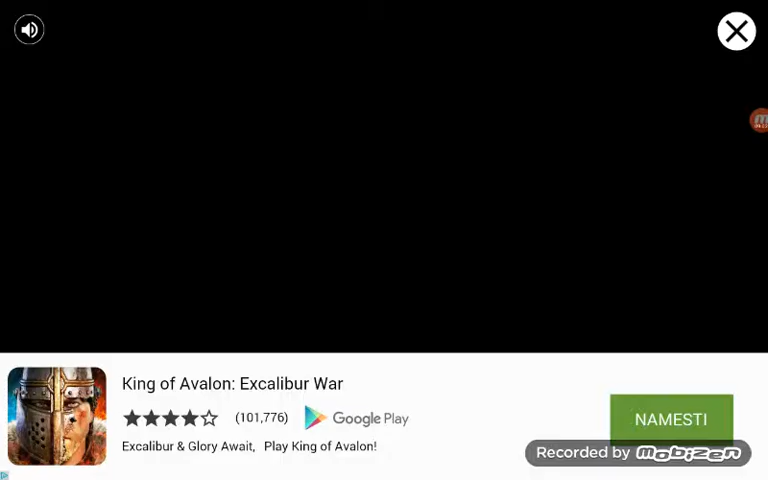 King of Avalon: Excalibur War
(101,776) Google Play
Excalibur & Glory Await, Play King of Avalon!
NAMESTI
Recorded by mobizen